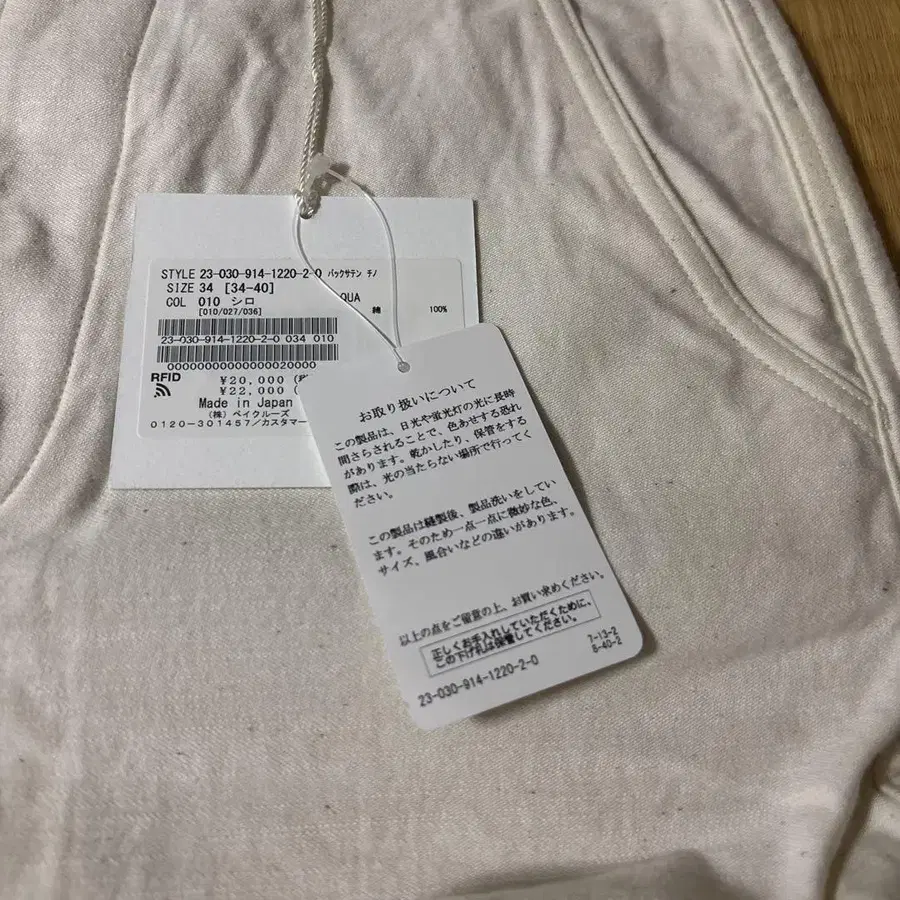 STYLE 23-030-914-1220-2-0 バックサテン チノ
SIZE 34 [34-40]
COL 010 シロ
[010/027/036]
QUA 綿 100%
23-030-914-1220-2-0 034 010
0000000000000020000
RFID
¥20,000
¥22,000
Made in Japan
(株) ベイクルーズ
0120-301457/カスタマー
お取り扱いについて
この製品は、日光や蛍光灯の光に長時
間さらされることで、色あせする恐れ
があります。乾かしたり、保管をする
際は、光の当たらない場所で行ってく
ださい。
この製品は縫製後、製品洗いをしてい
ます。そのため一点一点に微妙な色、
サイズ、風合いなどの違いがあります。
以上の点をご留意の上、お買い求めください。
正しくお手入れしていただくために、
この下げ札は保管してください。
7-13-2
8-40-2
23-030-914-1220-2-0